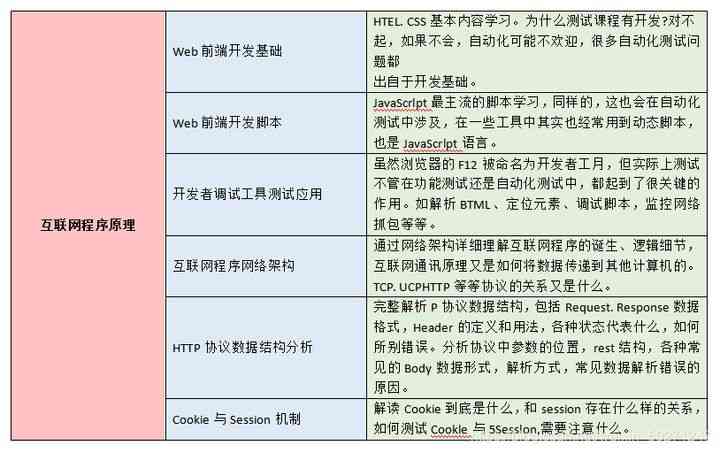 互联网程序原理
Web 前端开发基础
HTEL. CSS 基本内容学习。为什么测试课程有开发?对不
起，如果不会，自动化可能不欢迎，很多自动化测试问
题都
出自于开发基础。
Web 前端开发脚本
JavaScrlpt 最主流的脚本学习，同样的，这也会在自动化
测试中涉及，在一些工具中其实也经常用到动态脚本，
也是 JavaScrlpt 语言。
开发者调试工具测试应用
虽然浏览器的 F12 被命名为开发者工月，但实际上测试
不管在功能测试还是自动化测试中，都起到了很关键的
作用。如解析 BTML、定位元素、调试脚本，监控网络
抓包等等。
互联网程序网络架构
通过网络架构详细理解互联网程序的诞生、逻辑细节，
互联网通讯原理又是如何将数据传递到其他计算机的。
TCP. UCPHTTP 等等协议的关系又是什么。
HTTP 协议数据结构分析
完整解析 P 协议数据结构，包括 Request. Response 数据
格式，Header 的定义和用法，各种状态代表什么，如何
所别错误。分析协议中参数的位置，rest 结构，各种常
见的 Body 数据形式，解析方式，常见数据解析错误的
原因。
Cookie 与 Session 机制
解读 Cookie 到底是什么，和 session 存在什么样的关系，
如何测试 Cookie 与 5Sesslon,需要注意什么。